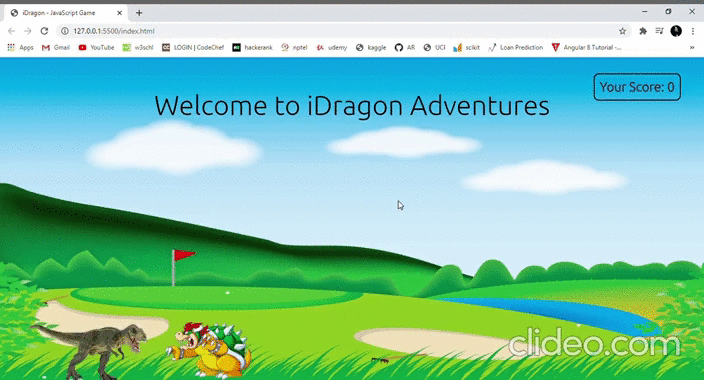 iDragon - JavaScript Game
127.0.0.1:5500/index.html
Apps Gmail YouTube w3schl LOGIN | CodeChef hackerank nptel udemy kaggle AR UCI scikit Loan Prediction Angular 8 Tutorial -...
Your Score: 0
Welcome to iDragon Adventures
clideo.com